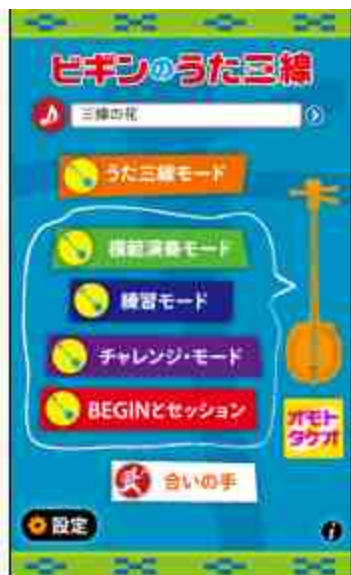 ビギンのうた三線
三線の花
うた三線モード
模範演奏モード
練習モード
チャレンジ・モード
BEGINとセッション
オモト
タケオ
合いの手
設定
i